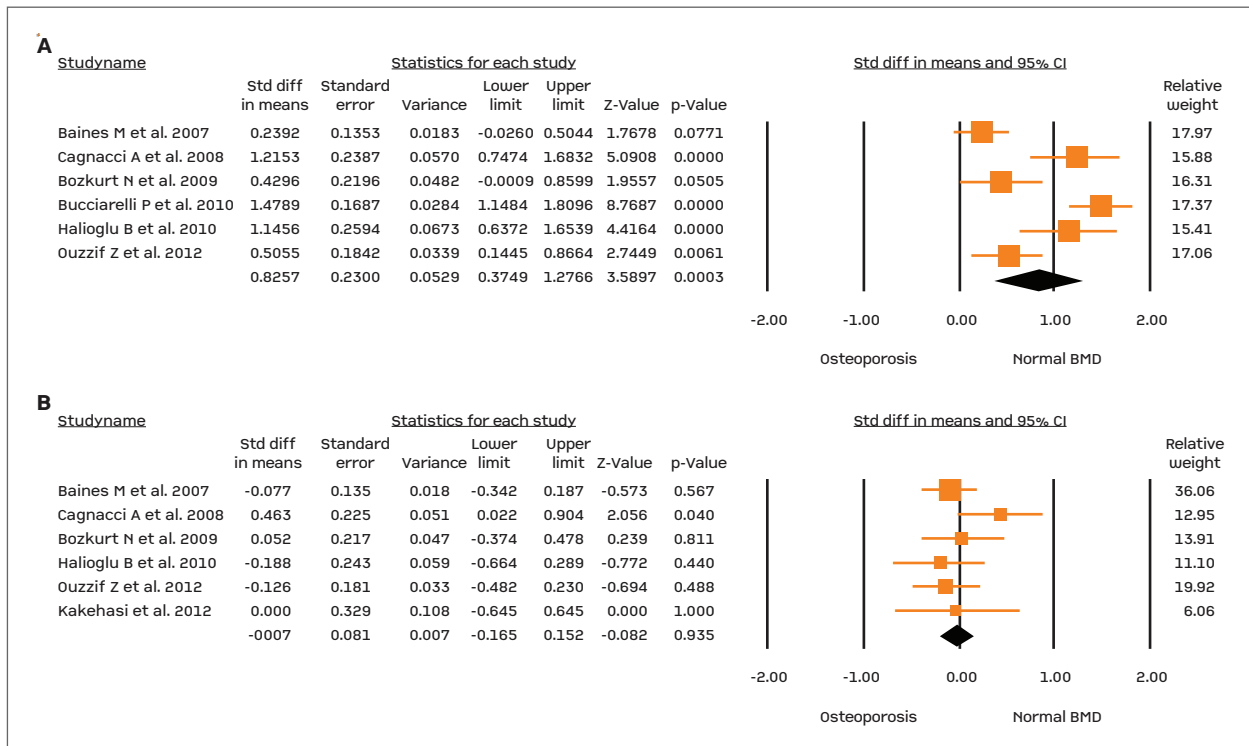 A
Studyname Statistics for each study Std diff in means and 95% CI
Std diff in means Standard error Variance Lower limit Upper limit Z-Value p-Value Relative weight
Baines M et al. 2007 0.2392 0.1353 0.0183 -0.0260 0.5044 1.7678 0.0771 17.97
Cagnacci A et al. 2008 1.2153 0.2387 0.0570 0.7474 1.6832 5.0908 0.0000 15.88
Bozkurt N et al. 2009 0.4296 0.2196 0.0482 -0.0009 0.8599 1.9557 0.0505 16.31
Bucciarelli P et al. 2010 1.4789 0.1687 0.0284 1.1484 1.8096 8.7687 0.0000 17.37
Halioglu B et al. 2010 1.1456 0.2594 0.0673 0.6372 1.6539 4.4164 0.0000 15.41
Ouzzif Z et al. 2012 0.5055 0.1842 0.0339 0.1445 0.8664 2.7449 0.0061 17.06
0.8257 0.2300 0.0529 0.3749 1.2766 3.5897 0.0003
-2.00 -1.00 0.00 1.00 2.00
Osteoporosis Normal BMD
B
Studyname Statistics for each study Std diff in means and 95% CI
Std diff in means Standard error Variance Lower limit Upper limit Z-Value p-Value Relative weight
Baines M et al. 2007 -0.077 0.135 0.018 -0.342 0.187 -0.573 0.567 36.06
Cagnacci A et al. 2008 0.463 0.225 0.051 0.022 0.904 2.056 0.040 12.95
Bozkurt N et al. 2009 0.052 0.217 0.047 -0.374 0.478 0.239 0.811 13.91
Halioglu B et al. 2010 -0.188 0.243 0.059 -0.664 0.289 -0.772 0.440 11.10
Ouzzif Z et al. 2012 -0.126 0.181 0.033 -0.482 0.230 -0.694 0.488 19.92
Kakehasi et al. 2012 0.000 0.329 0.108 -0.645 0.645 0.000 1.000 6.06
-0007 0.081 0.007 -0.165 0.152 -0.082 0.935
-2.00 -1.00 0.00 1.00 2.00
Osteoporosis Normal BMD